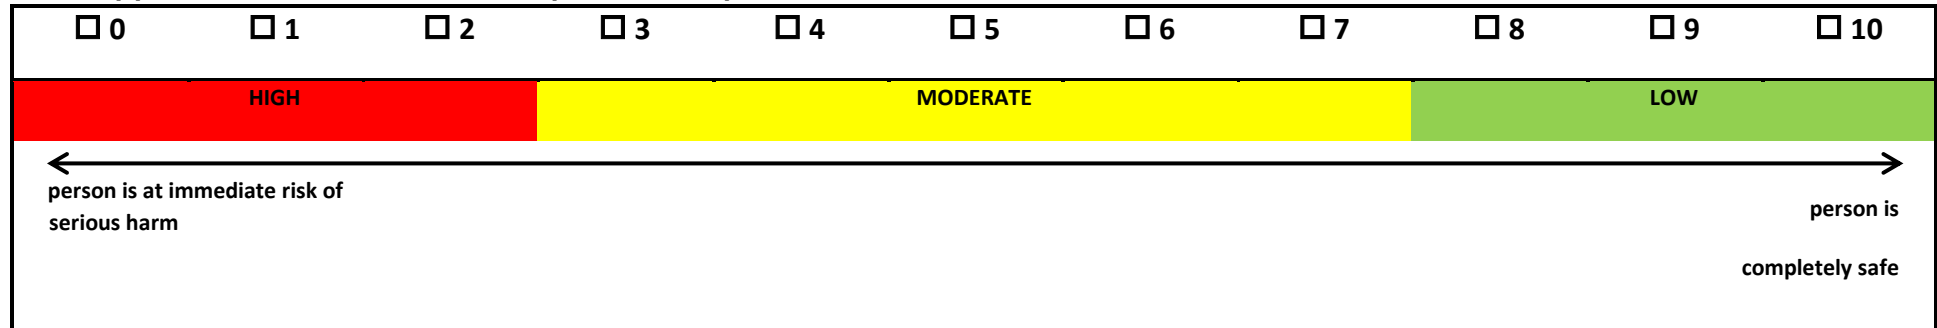 ☐ 0 ☐ 1 ☐ 2 ☐ 3 ☐ 4 ☐ 5 ☐ 6 ☐ 7 ☐ 8 ☐ 9 ☐ 10
HIGH MODERATE LOW
person is at immediate risk of
serious harm
person is
completely safe